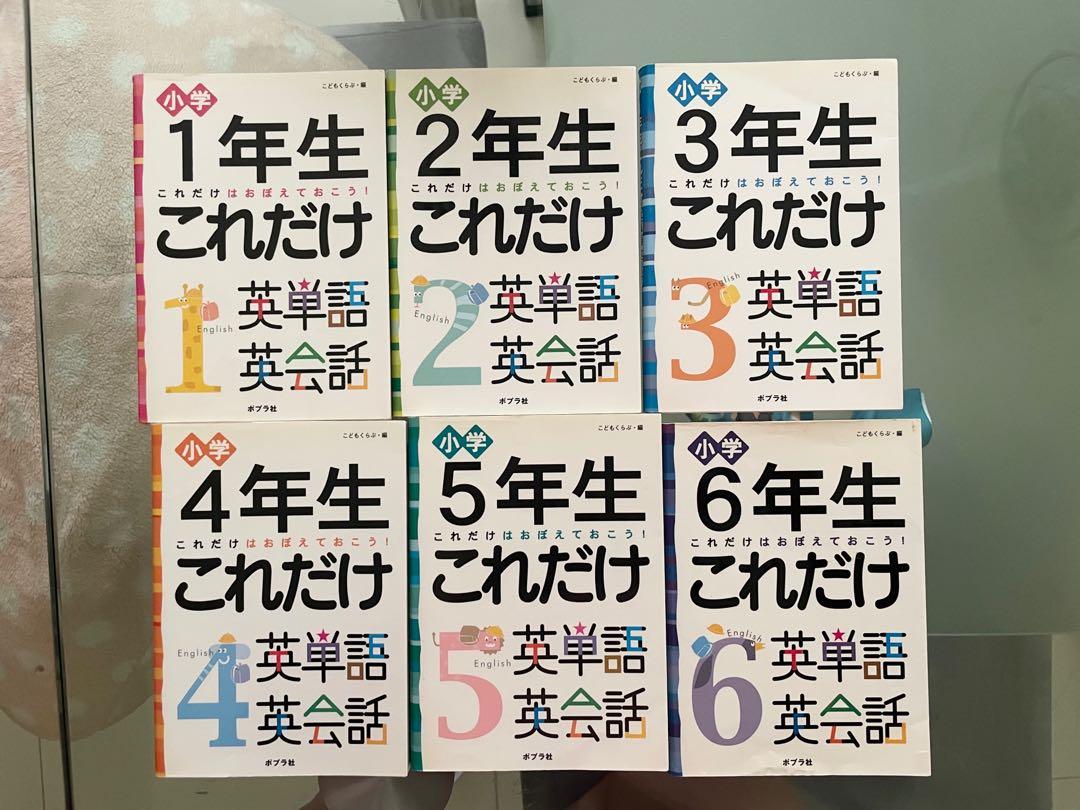 こどもくらぶ・編
小学
1年生
これだけはおぼえておこう!
これだけ
English
英単語
英会話
ポプラ社
こどもくらぶ・編
小学
2年生
これだけはおぼえておこう!
これだけ
English
英単語
英会話
ポプラ社
こどもくらぶ・編
小学
3年生
これだけはおぼえておこう!
これだけ
English
英単語
英会話
ポプラ社
こどもくらぶ・編
小学
4年生
これだけはおぼえておこう!
これだけ
English
英単語
英会話
ポプラ社
こどもくらぶ・編
小学
5年生
これだけはおぼえておこう!
これだけ
English
英単語
英会話
ポプラ社
こどもくらぶ・編
小学
6年生
これだけはおぼえておこう!
これだけ
English
英単語
英会話
ポプラ社